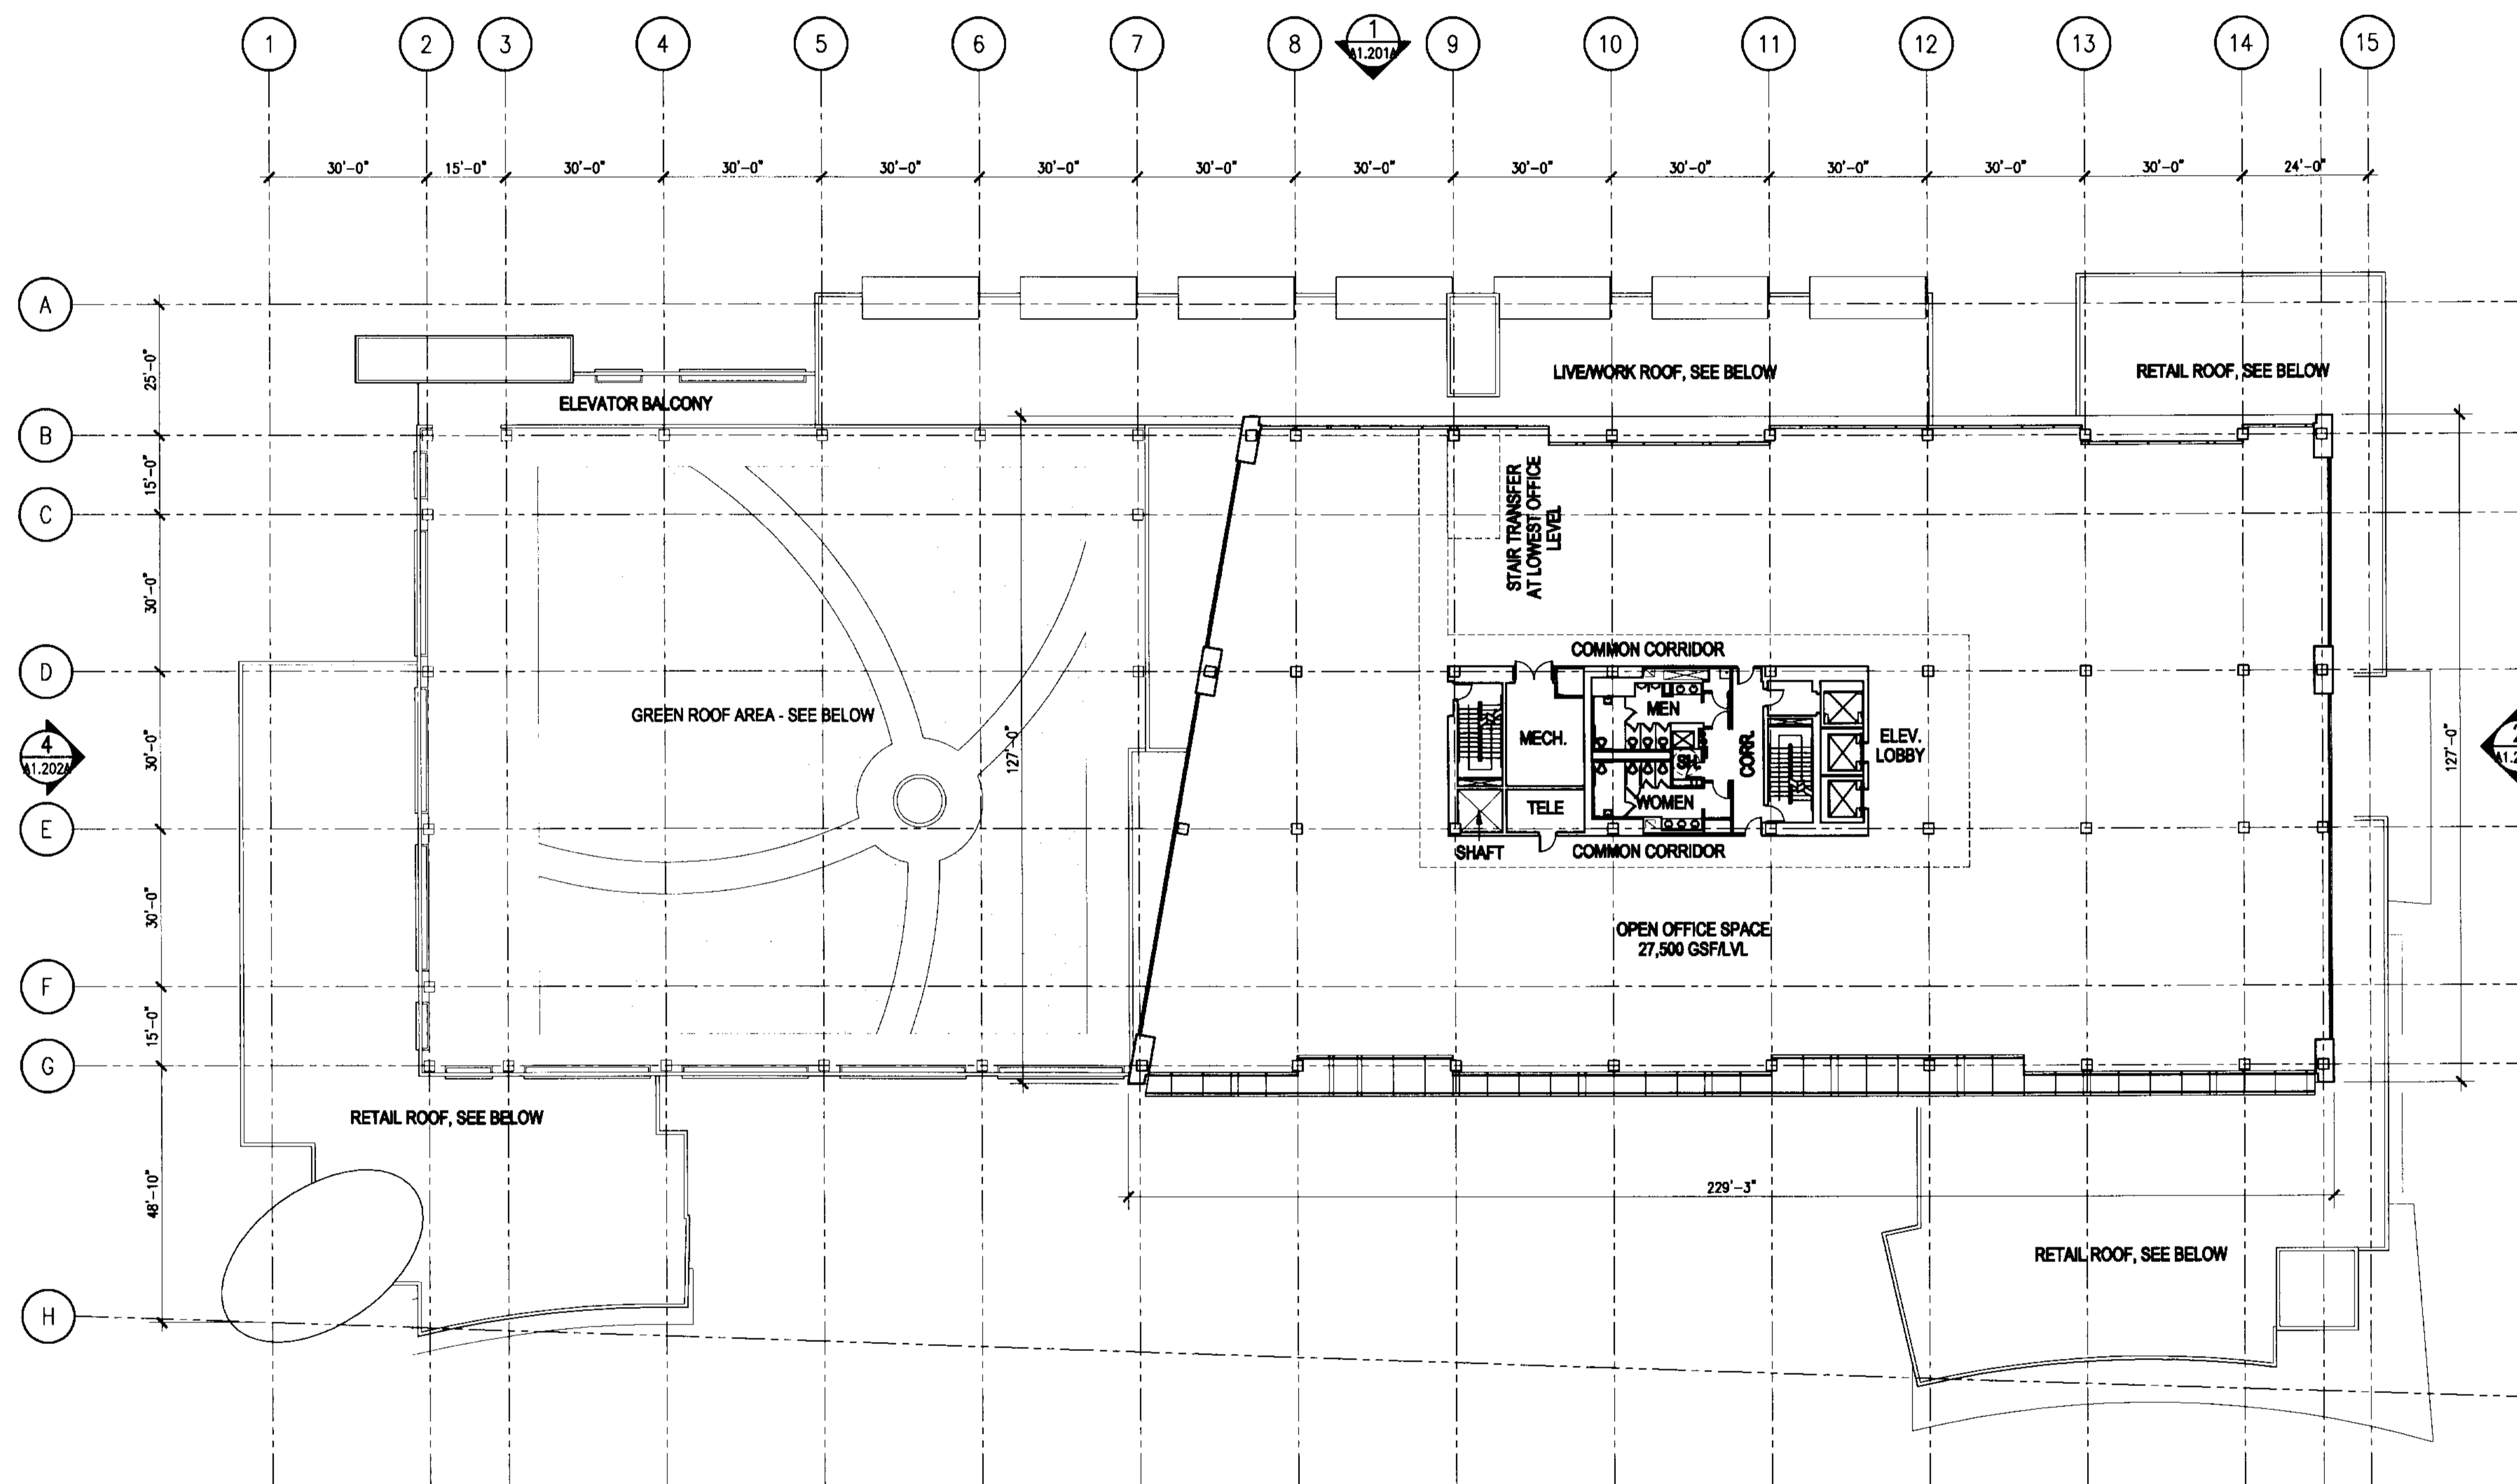 1 2 3 4 5 6 7 8 9 10 11 12 13 14 15
1
A1.201A
30'-0" 15'-0" 30'-0" 30'-0" 30'-0" 30'-0" 30'-0" 30'-0" 30'-0" 30'-0" 30'-0" 30'-0" 30'-0" 24'-0"
A
25'-0"
LIVE/WORK ROOF, SEE BELOW
RETAIL ROOF, SEE BELOW
ELEVATOR BALCONY
B
15'-0"
C
STAIR TRANSFER
AT LOWEST OFFICE
LEVEL
30'-0"
COMMON CORRIDOR
D
GREEN ROOF AREA - SEE BELOW
MEN
4
A1.202A
30'-0"
127'-0"
MECH.
SH.
CORR.
ELEV.
LOBBY
127'-0"
2
TELE
WOMEN
E
SHAFT
COMMON CORRIDOR
30'-0"
OPEN OFFICE SPACE
27,500 GSF/LVL
F
15'-0"
G
RETAIL ROOF, SEE BELOW
48'-10"
229'-3"
RETAIL ROOF, SEE BELOW
H